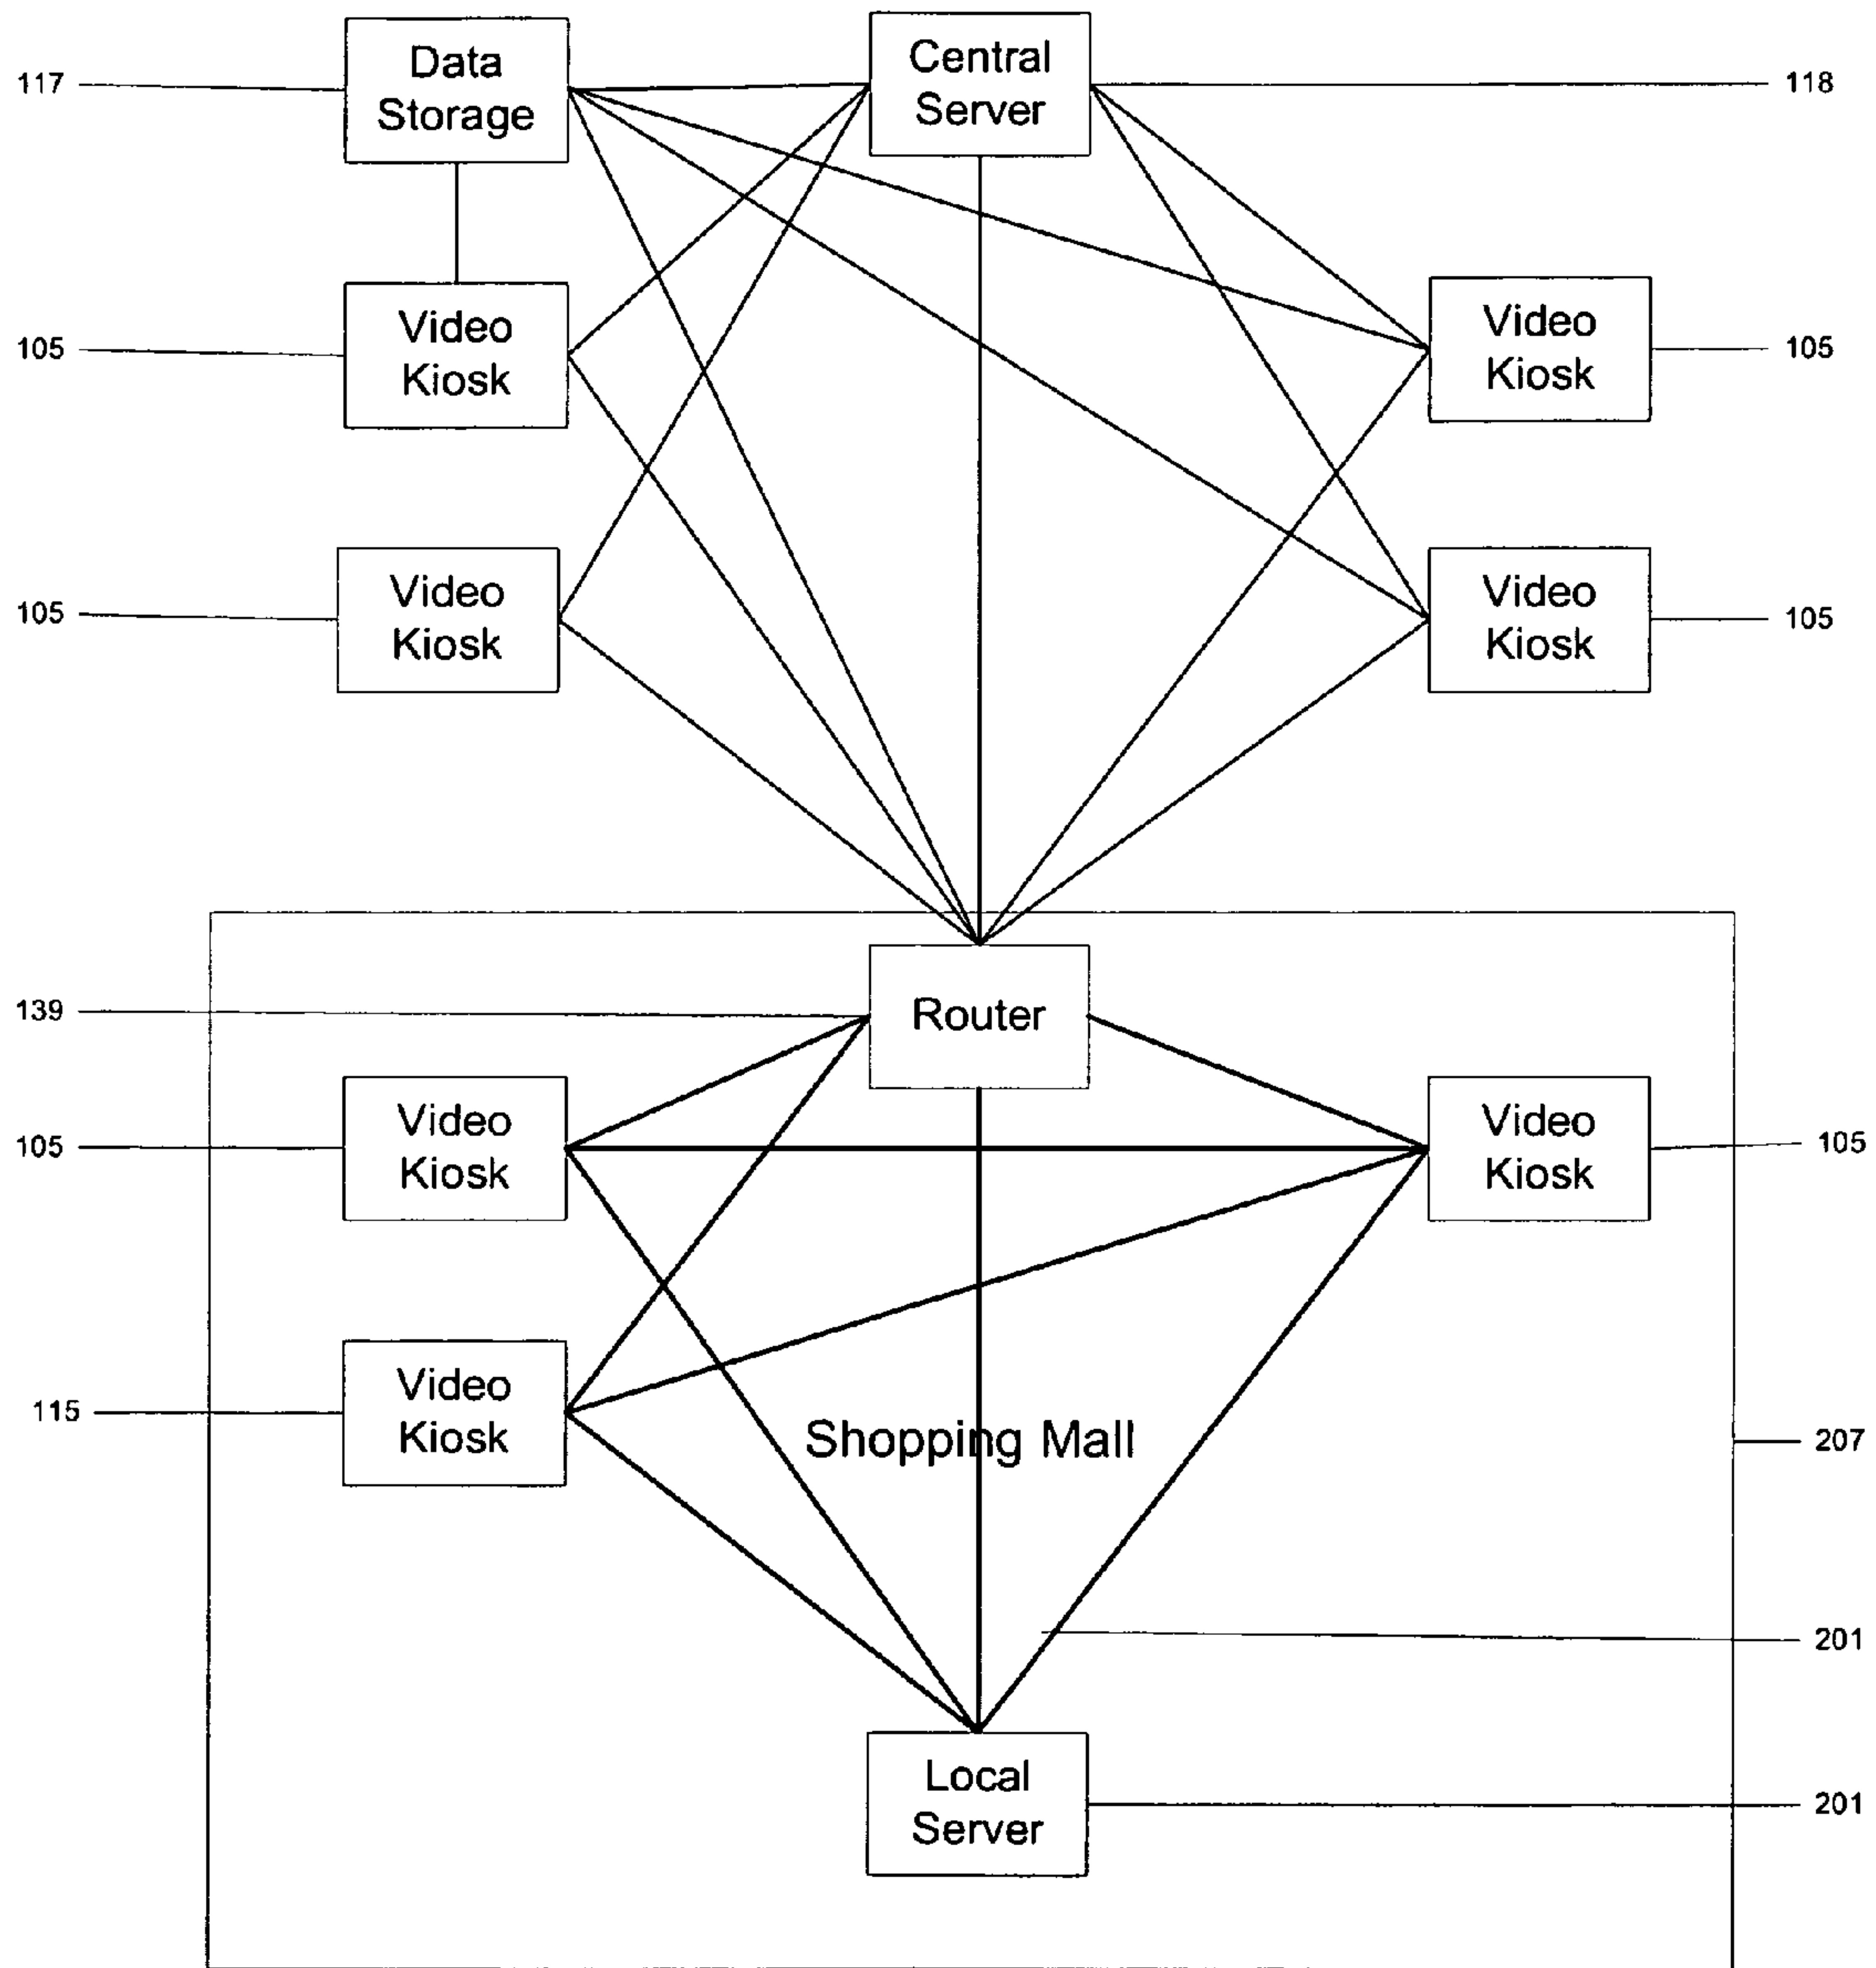 Data
Storage
Central
Server
117
118
Video
Kiosk
Video
Kiosk
105
105
Video
Kiosk
Video
Kiosk
105
105
139
Router
Video
Kiosk
Video
Kiosk
105
105
Video
Kiosk
115
Shopping Mall
207
201
Local
Server
201